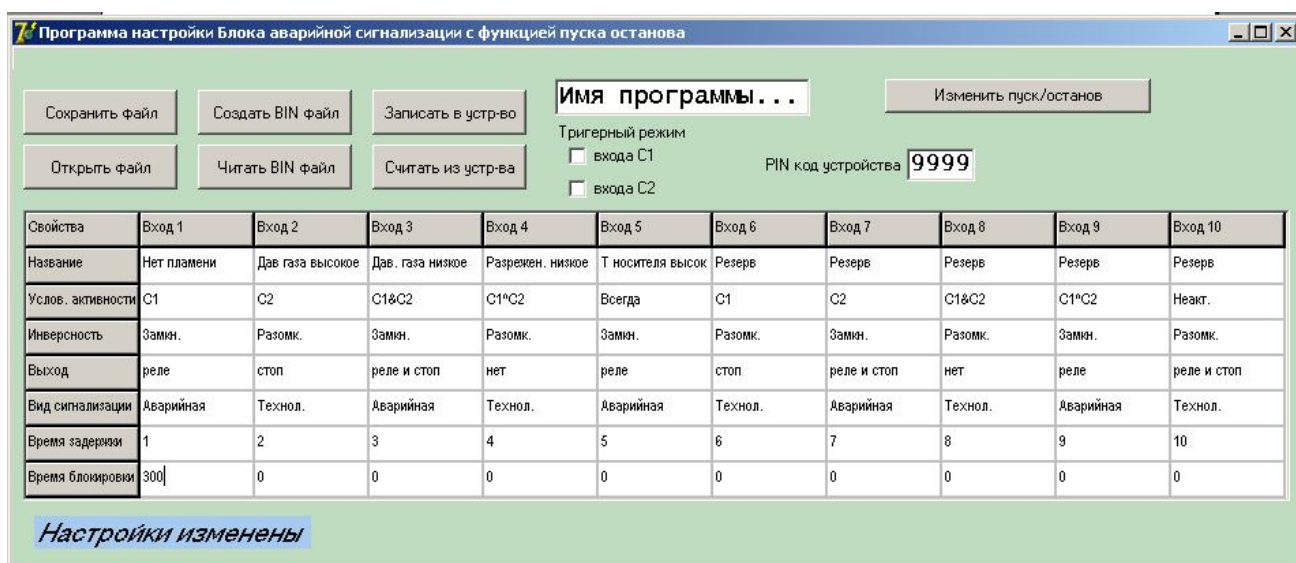 Программа настройки Блока аварийной сигнализации с функцией пуска останова
Сохранить файл Создать BIN файл Записать в устр-во Имя программы... Изменить пуск/останов
Тригерный режим
Открыть файл Читать BIN файл Считать из устр-ва входа С1 PIN код устройства 9999
входа С2
Свойства Вход 1 Вход 2 Вход 3 Вход 4 Вход 5 Вход 6 Вход 7 Вход 8 Вход 9 Вход 10
Название Нет пламени Дав газа высокое Дав. газа низкое Разрежен. низкое Т носителя высок Резерв Резерв Резерв Резерв Резерв
Услов. активности С1 С2 С1&С2 С1^С2 Всегда С1 С2 С1&С2 С1^С2 Неакт.
Инверсность Замкн. Разомк. Замкн. Разомк. Замкн. Разомк. Замкн. Разомк. Замкн. Разомк.
Выход реле стоп реле и стоп нет реле стоп реле и стоп нет реле реле и стоп
Вид сигнализации Аварийная Технол. Аварийная Технол. Аварийная Технол. Аварийная Технол. Аварийная Технол.
Время задержки 1 2 3 4 5 6 7 8 9 10
Время блокировки 300 0 0 0 0 0 0 0 0 0
Настройки изменены